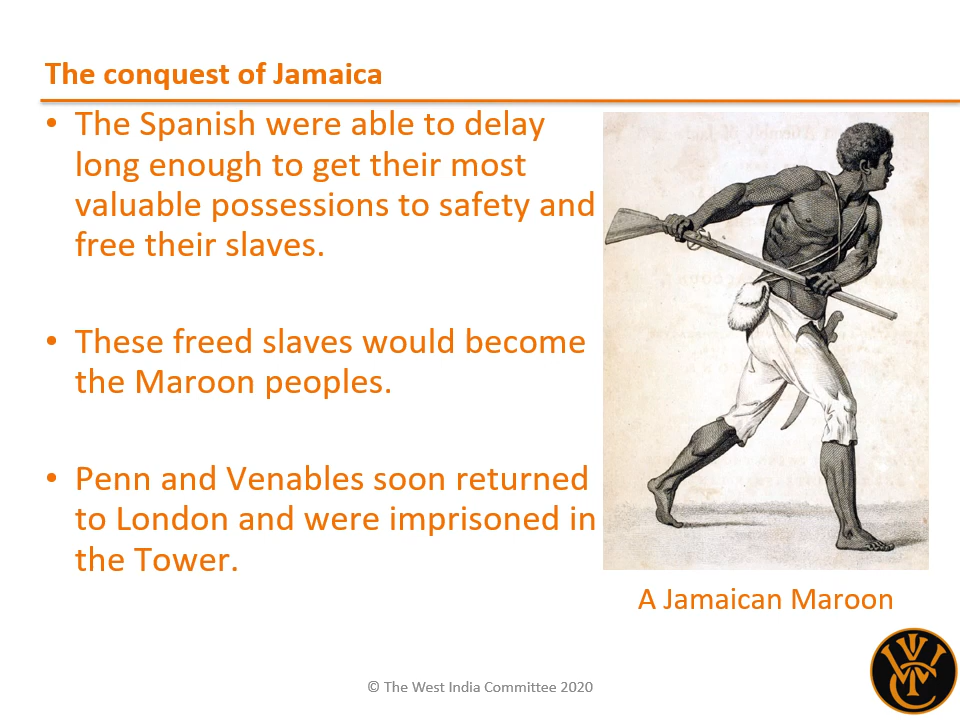 The conquest of Jamaica
• The Spanish were able to delay
long enough to get their most
valuable possessions to safety and
free their slaves.
• These freed slaves would become
the Maroon peoples.
• Penn and Venables soon returned
to London and were imprisoned in
the Tower.
A Jamaican Maroon
© The West India Committee 2020